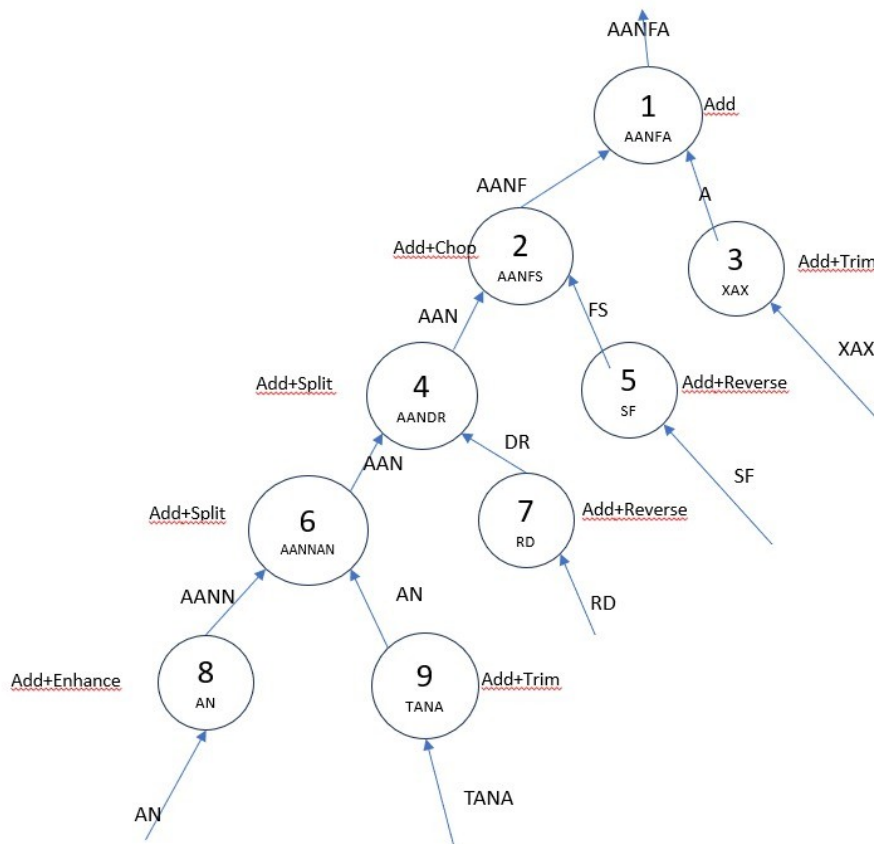 AANFA
1
Add
AANFA
AANF
A
Add+Chop
2
AANFS
3
XAX
Add+Trim
AAN
FS
XAX
Add+Split
4
AANDR
5
SF
Add+Reverse
AAN
DR
SF
Add+Split
6
AANNAN
7
RD
Add+Reverse
AANN
AN
RD
Add+Enhance
8
AN
9
TANA
Add+Trim
AN
TANA